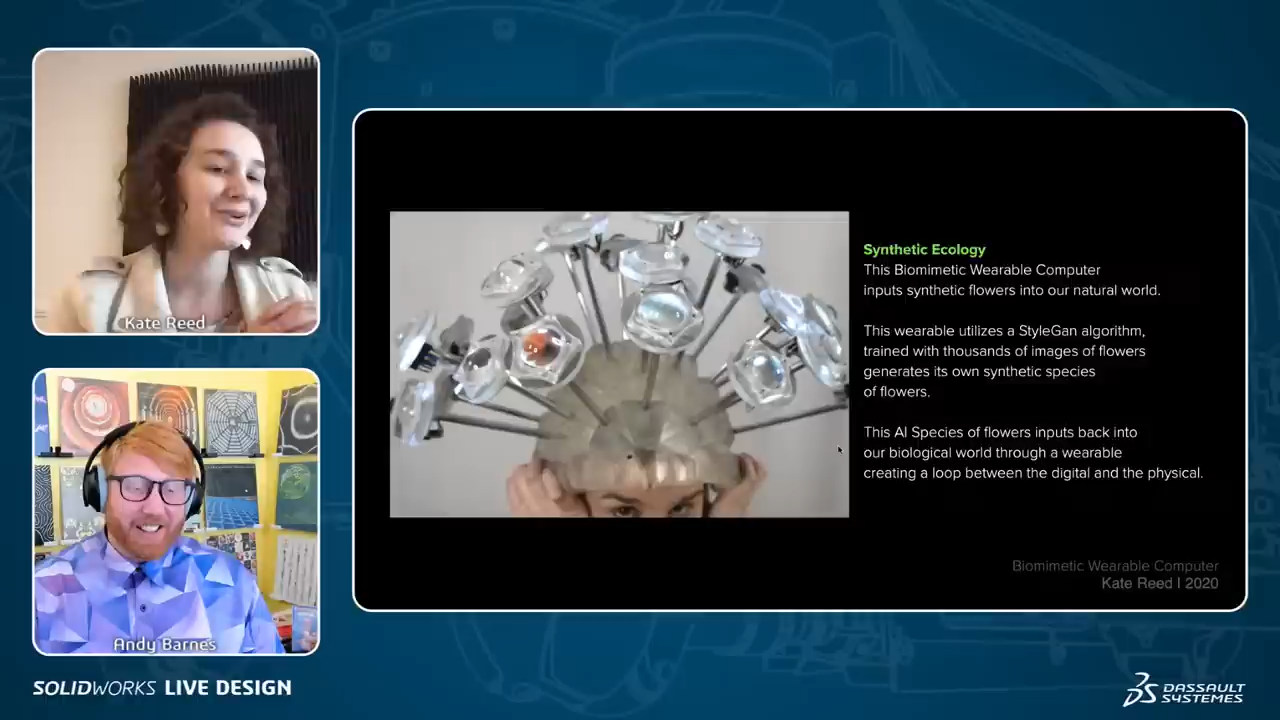 Kate Reed
Andy Barnes
Synthetic Ecology
This Biomimetic Wearable Computer
inputs synthetic flowers into our natural world.
This wearable utilizes a StyleGan algorithm,
trained with thousands of images of flowers
generates its own synthetic species
of flowers.
This AI Species of flowers inputs back into
our biological world through a wearable
creating a loop between the digital and the physical.
Biomimetic Wearable Computer
Kate Reed | 2020
SOLIDWORKS LIVE DESIGN
DASSAULT
SYSTEMES